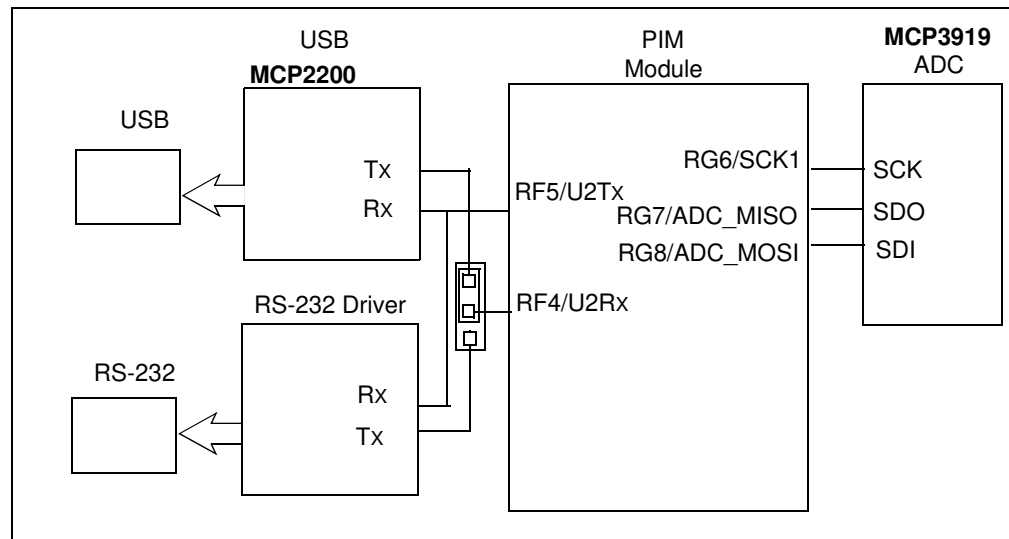 USB
MCP2200
PIM
Module
MCP3919
ADC
USB
Tx
Rx
RF5/U2Tx
RF4/U2Rx
RG6/SCK1
RG7/ADC_MISO
RG8/ADC_MOSI
SCK
SDO
SDI
RS-232 Driver
RS-232
Rx
Tx